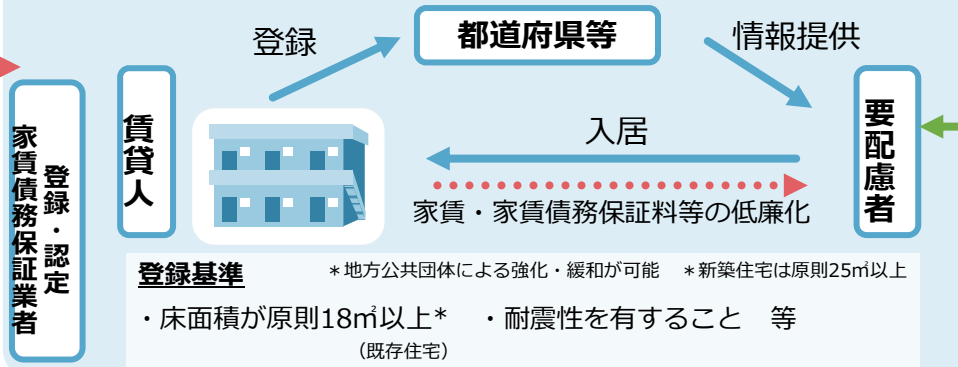 登録
都道府県等
情報提供
登録・認定
家賃債務保証業者
賃貸人
入居
家賃・家賃債務保証料等の低廉化
要配慮者
登録基準 *地方公共団体による強化・緩和が可能 *新築住宅は原則25㎡以上
・床面積が原則18㎡以上* ・耐震性を有すること 等
(既存住宅)